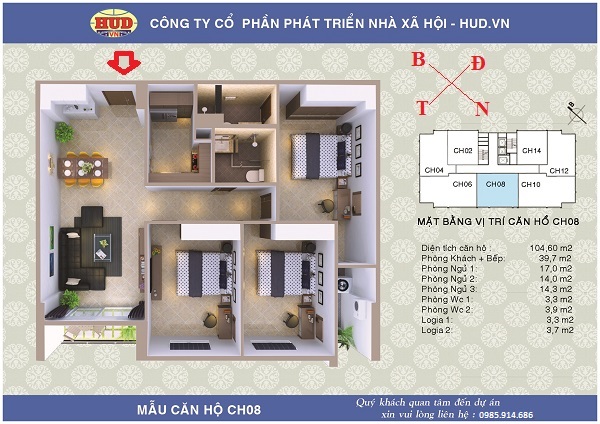 HUD
VN
CÔNG TY CỔ PHẦN PHÁT TRIỂN NHÀ XÃ HỘI - HUD.VN
B Đ
T N
B
CH02 CH14
CH04 CH12
CH06 CH08 CH10
MẶT BẰNG VỊ TRÍ CĂN HỔ CH08
Diện tích căn hộ : 104,60 m2
Phòng Khách + Bếp: 39,7 m2
Phòng Ngủ 1: 17,0 m2
Phòng Ngủ 2: 14,0 m2
Phòng Ngủ 3: 14,3 m2
Phòng Wc 1: 3,3 m2
Phòng Wc 2: 3,9 m2
Logia 1: 3,3 m2
Logia 2: 3,7 m2
MẪU CĂN HỘ CH08
Quý khách quan tâm đến dự án
xin vui lòng liên hệ : 0985.914.686